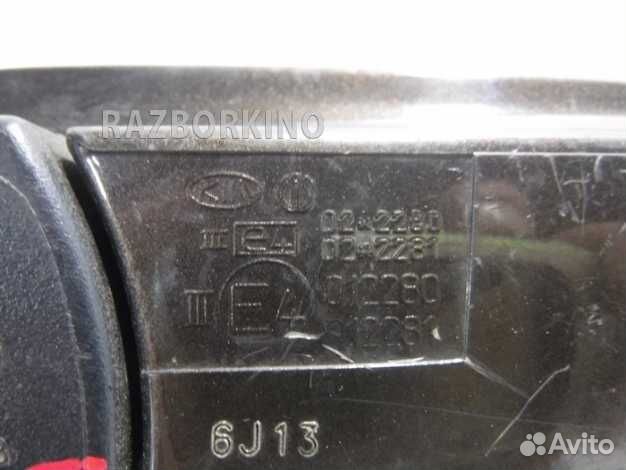 RAZBORKINO
KIA
III e4 02*2280
02*2281
III E4 012280
012281
6J13
Avito